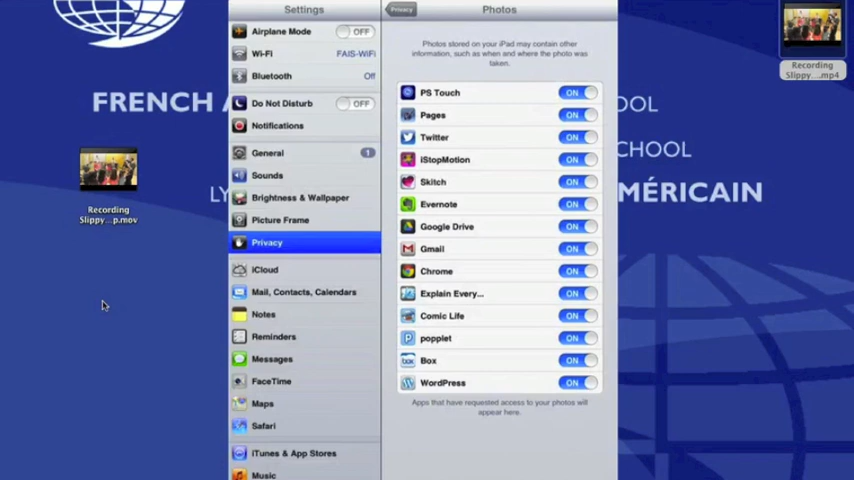 Settings
Airplane Mode OFF
Wi-Fi FAIS-WiFi
Bluetooth Off
Do Not Disturb OFF
Notifications
General 1
Sounds
Brightness & Wallpaper
Picture Frame
Privacy
iCloud
Mail, Contacts, Calendars
Notes
Reminders
Messages
FaceTime
Maps
Safari
iTunes & App Stores
Music
Privacy
Photos
Photos stored on your iPad may contain other
information, such as when and where the photo was
taken.
PS Touch ON
Pages ON
Twitter ON
iStopMotion ON
Skitch ON
Evernote ON
Google Drive ON
Gmail ON
Chrome ON
Explain Every... ON
Comic Life ON
popplet ON
Box ON
WordPress ON
Apps that have requested access to your photos will
appear here.
FRENCH A
OOL
CHOOL
LY
MÉRICAIN
Recording
Slippy...p.mov
Recording
Slippy....mp4